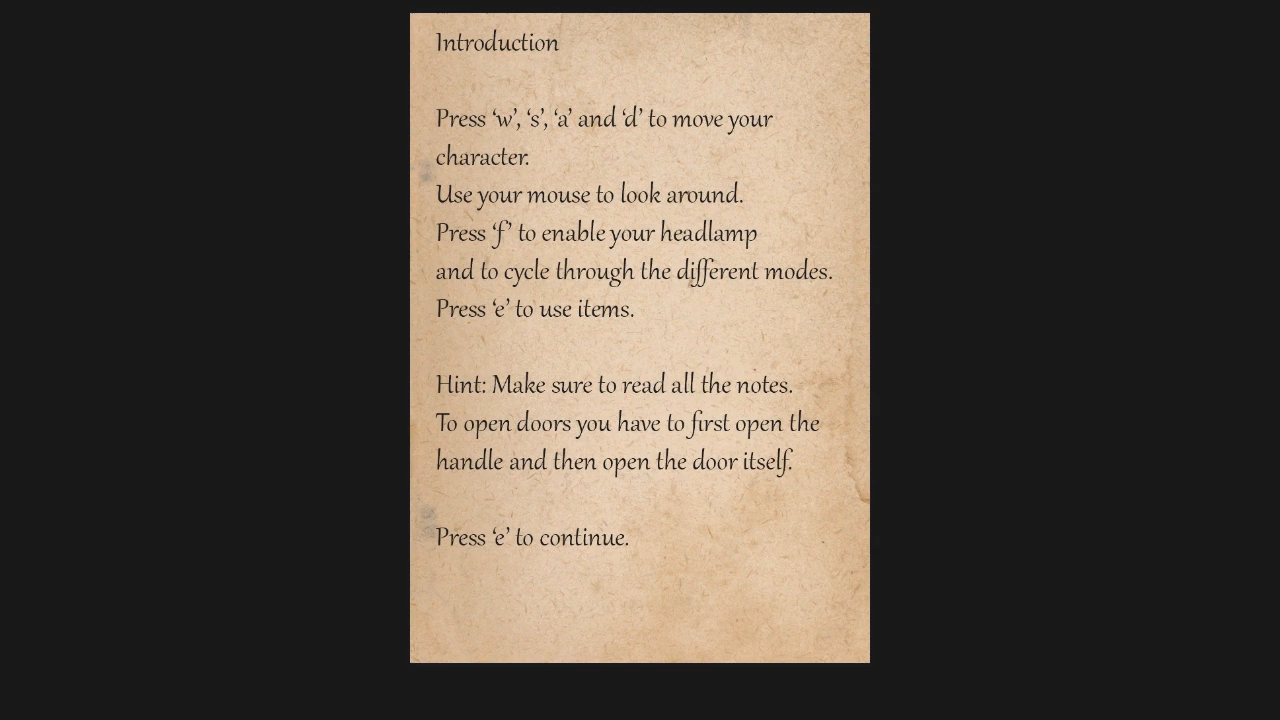 Introduction
Press ‘w’, ‘s’, ‘a’ and ‘d’ to move your
character.
Use your mouse to look around.
Press ‘f’ to enable your headlamp
and to cycle through the different modes.
Press ‘e’ to use items.
Hint: Make sure to read all the notes.
To open doors you have to first open the
handle and then open the door itself.
Press ‘e’ to continue.